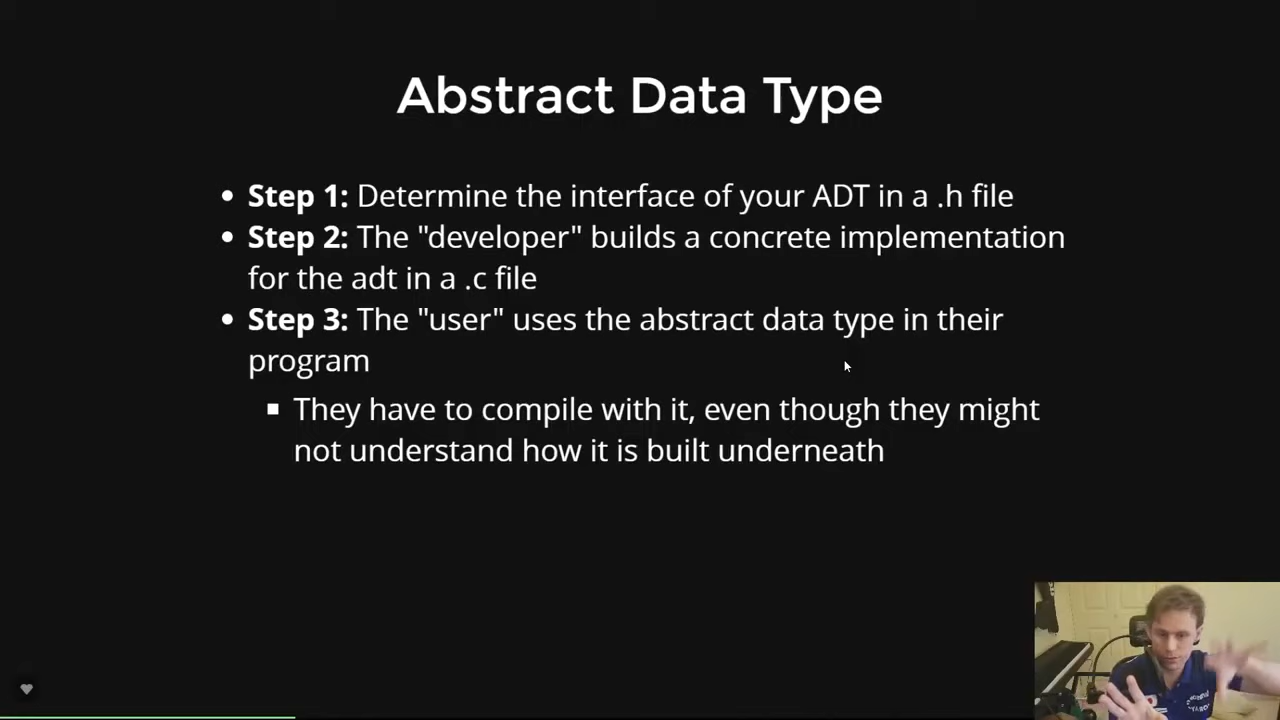 Abstract Data Type
Step 1: Determine the interface of your ADT in a .h file
Step 2: The "developer" builds a concrete implementation
for the adt in a .c file
Step 3: The "user" uses the abstract data type in their
program
They have to compile with it, even though they might
not understand how it is built underneath